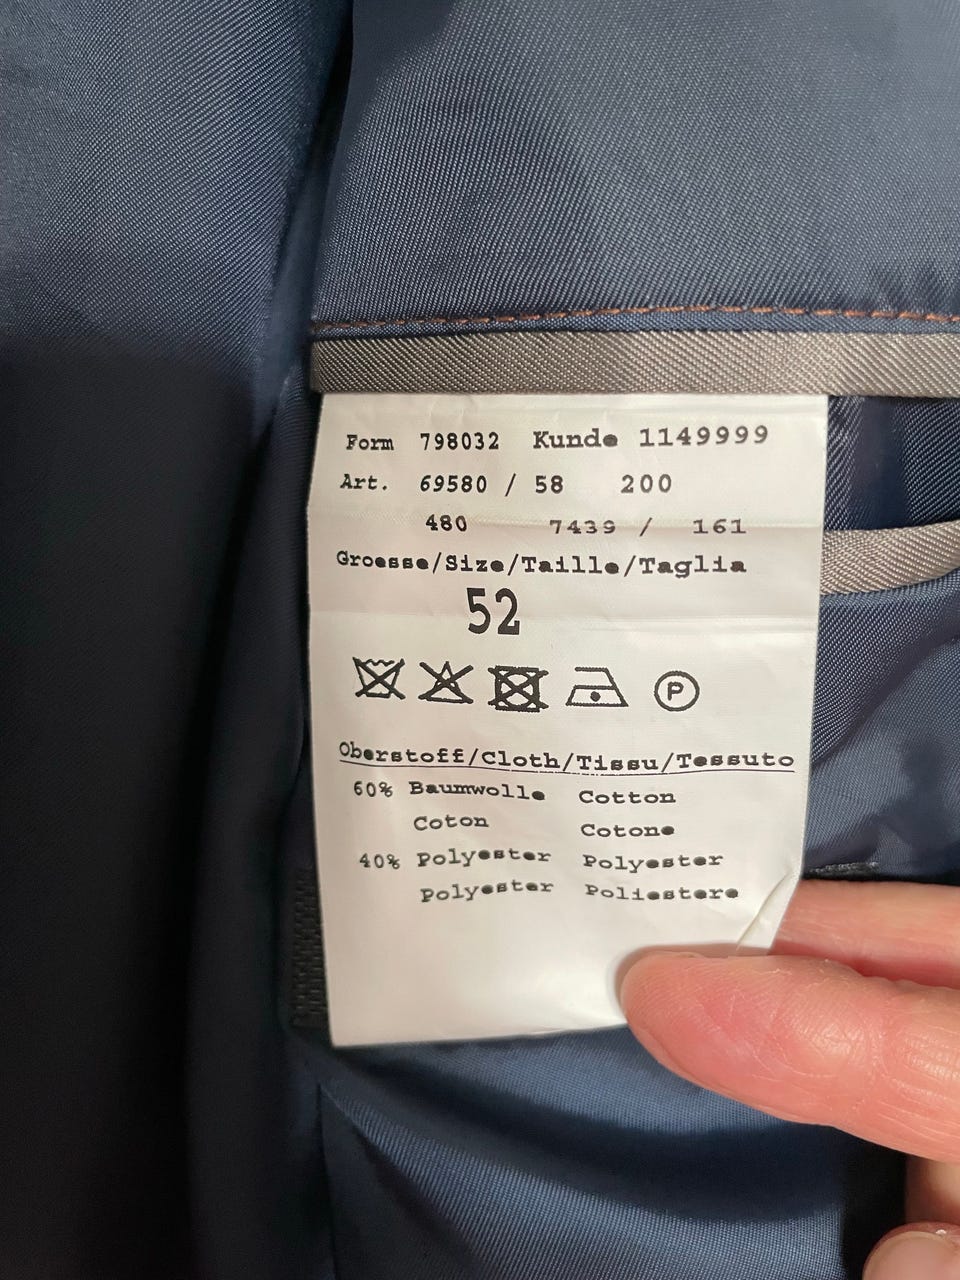 Form 798032 Kunde 1149999
Art. 69580 / 58 200
480 7439 / 161
Groesse/Size/Taille/Taglia
52
P
Oberstoff/Cloth/Tissu/Tessuto
60% Baumwolle Cotton
Coton Cotone
40% Polyester Polyester
Polyester Poliestere